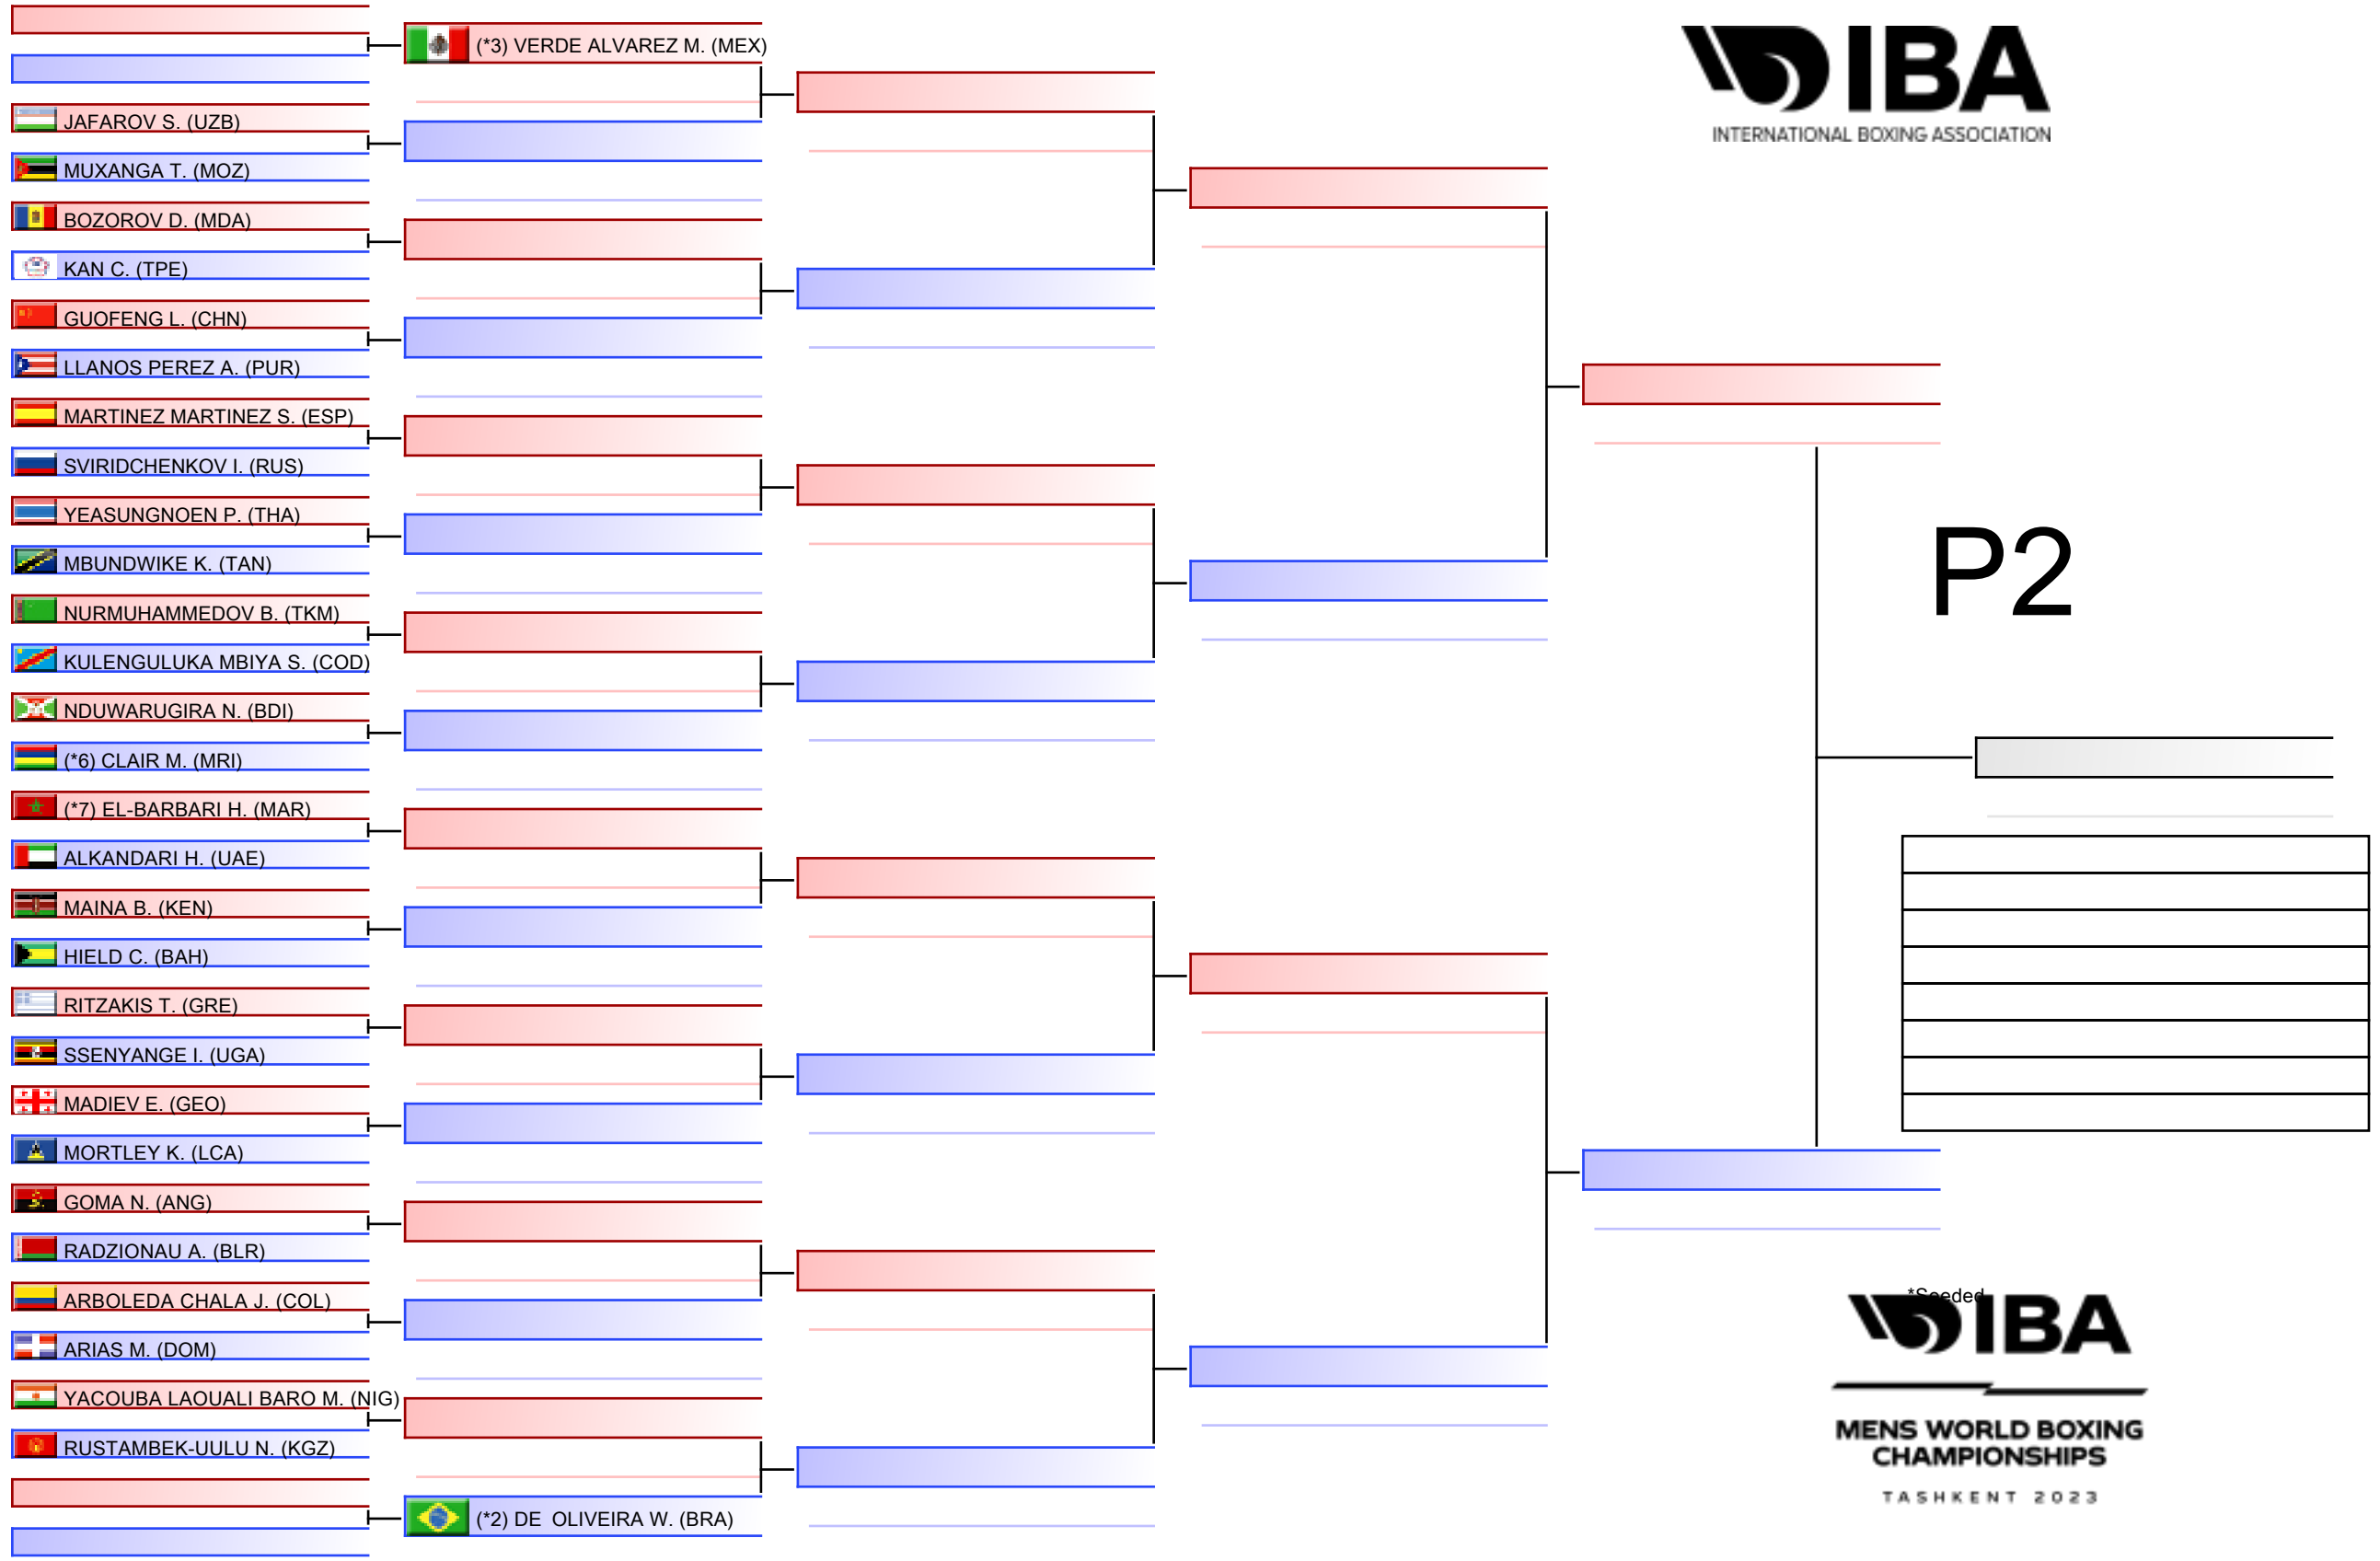 (*3) VERDE ALVAREZ M. (MEX)
JAFAROV S. (UZB)
MUXANGA T. (MOZ)
BOZOROV D. (MDA)
KAN C. (TPE)
GUOFENG L. (CHN)
LLANOS PEREZ A. (PUR)
MARTINEZ MARTINEZ S. (ESP)
SVIRIDCHENKOV I. (RUS)
YEASUNGNOEN P. (THA)
MBUNDWIKE K. (TAN)
NURMUHAMMEDOV B. (TKM)
KULENGULUKA MBIYA S. (COD)
NDUWARUGIRA N. (BDI)
(*6) CLAIR M. (MRI)
(*7) EL-BARBARI H. (MAR)
ALKANDARI H. (UAE)
MAINA B. (KEN)
HIELD C. (BAH)
RITZAKIS T. (GRE)
SSENYANGE I. (UGA)
MADIEV E. (GEO)
MORTLEY K. (LCA)
GOMA N. (ANG)
RADZIONAU A. (BLR)
ARBOLEDA CHALA J. (COL)
ARIAS M. (DOM)
YACOUBA LAOUALI BARO M. (NIG)
RUSTAMBEK-UULU N. (KGZ)
(*2) DE  OLIVEIRA W. (BRA)
IBA
INTERNATIONAL BOXING ASSOCIATION
P2
*Seeded
IBA
MENS WORLD BOXING
CHAMPIONSHIPS
TASHKENT 2023